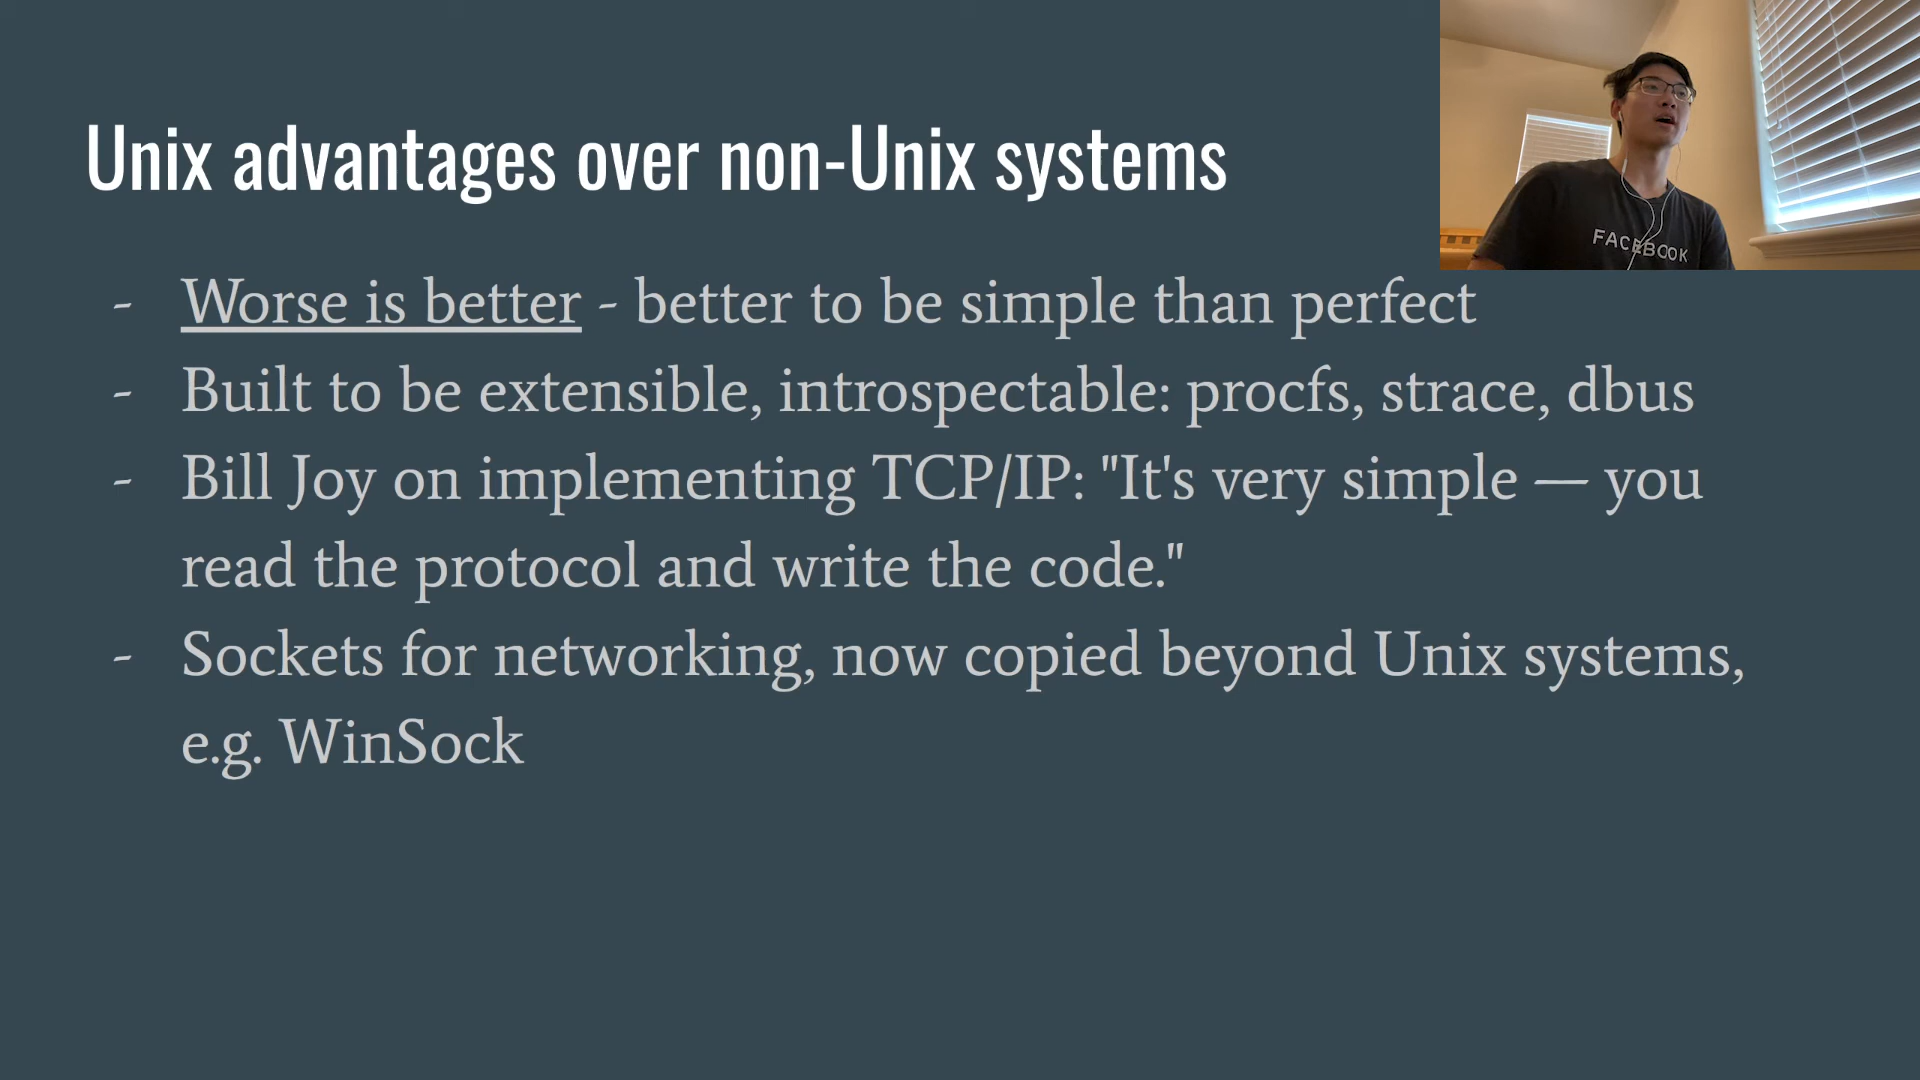 Unix advantages over non-Unix systems
FACEBOOK
- Worse is better - better to be simple than perfect
- Built to be extensible, introspectable: procfs, strace, dbus
- Bill Joy on implementing TCP/IP: "It's very simple — you
read the protocol and write the code."
- Sockets for networking, now copied beyond Unix systems,
e.g. WinSock